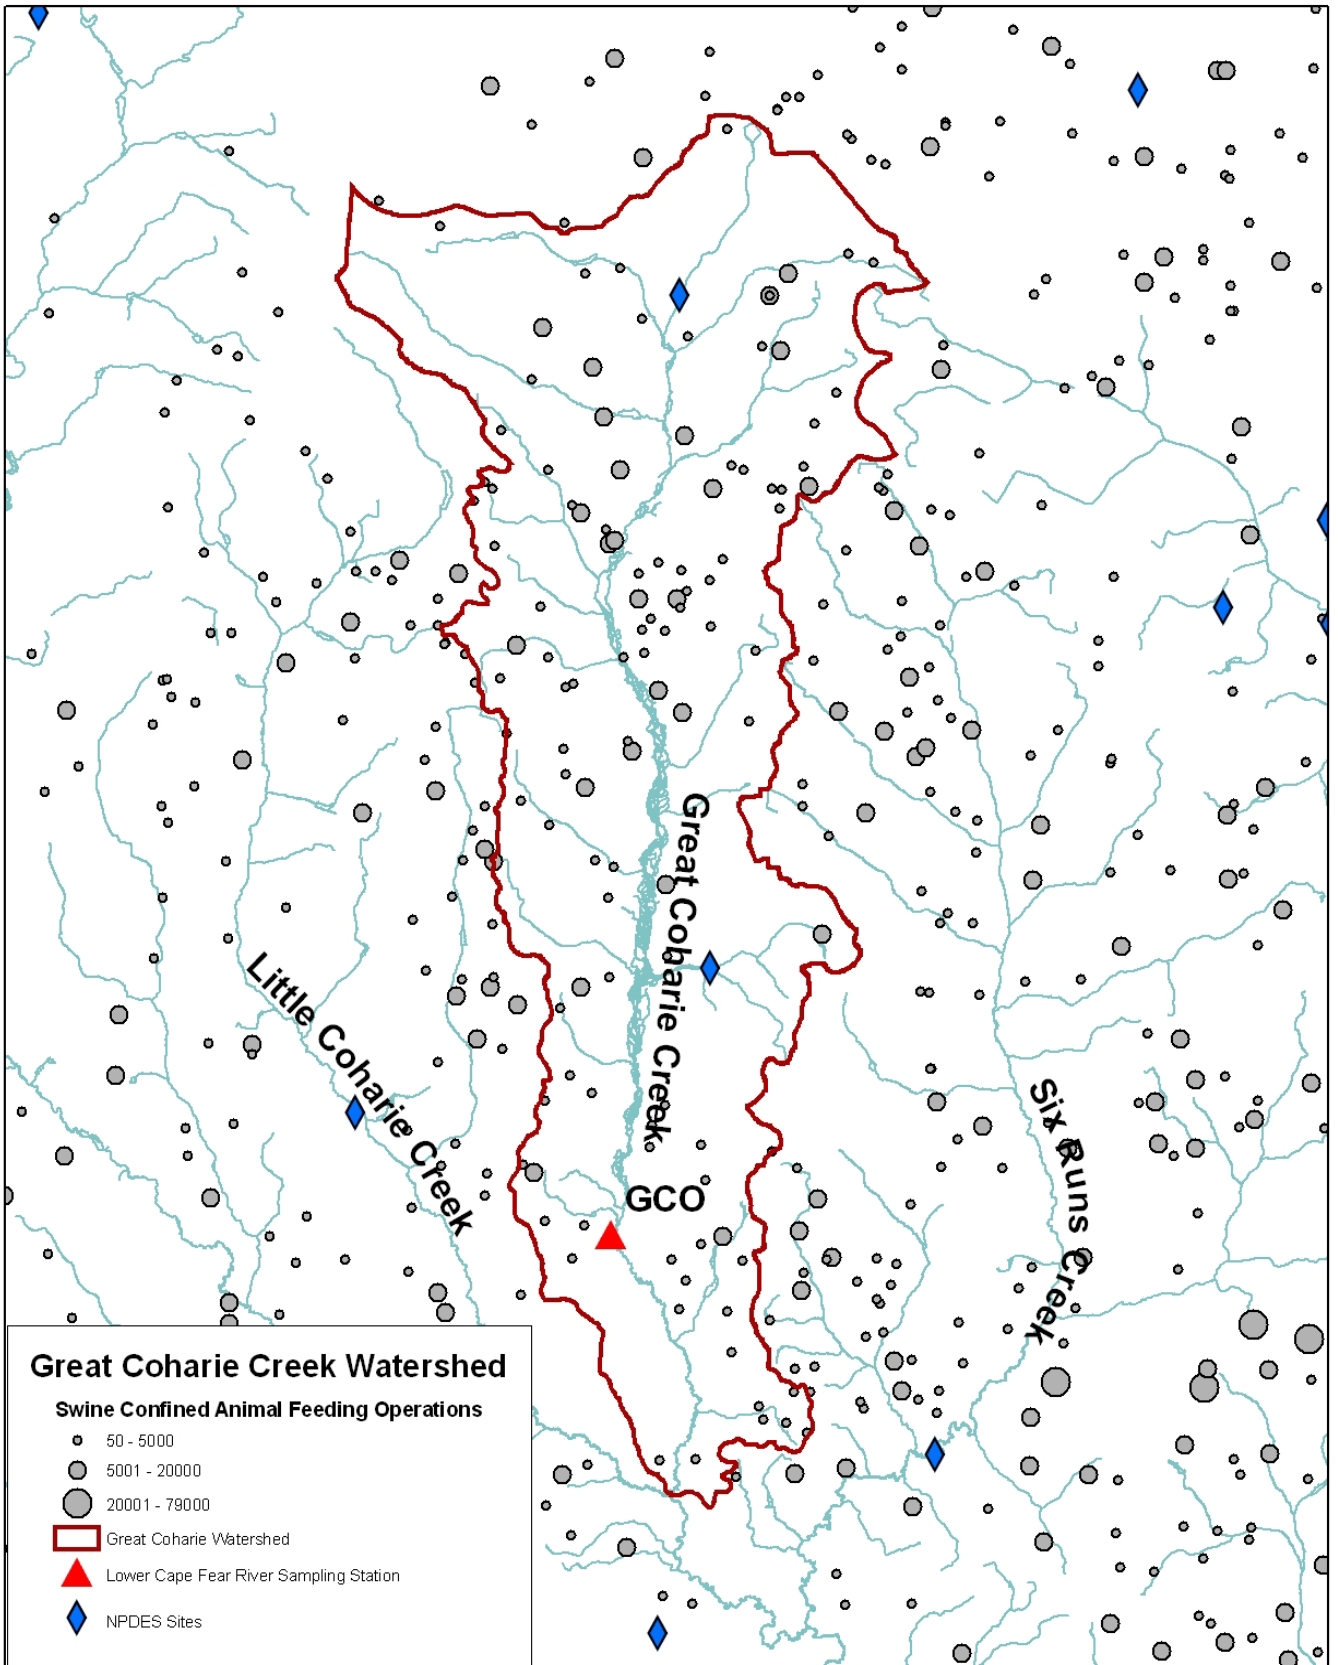 Great Coharie Creek
Little Coharie Creek
Six Runs Creek
GCO
Great Coharie Creek Watershed
Swine Confined Animal Feeding Operations
50 - 5000
5001 - 20000
20001 - 79000
Great Coharie Watershed
Lower Cape Fear River Sampling Station
NPDES Sites